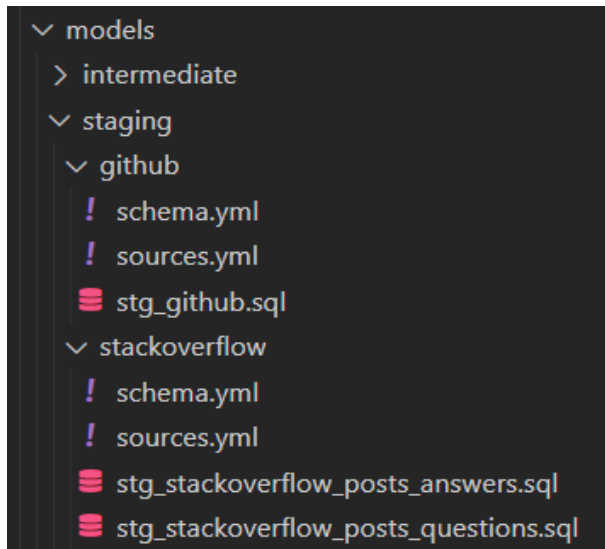 models
intermediate
staging
github
! schema.yml
! sources.yml
stg_github.sql
stackoverflow
! schema.yml
! sources.yml
stg_stackoverflow_posts_answers.sql
stg_stackoverflow_posts_questions.sql